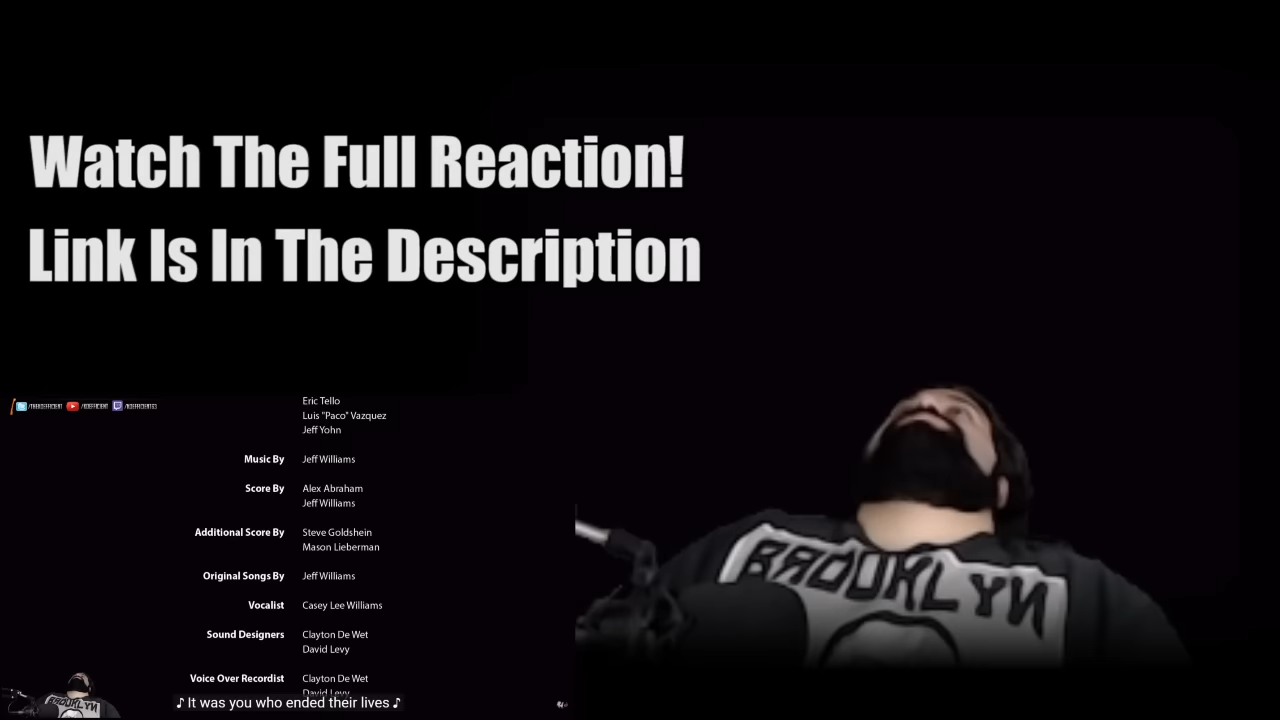 Watch The Full Reaction!
Link Is In The Description
Eric Tello
Luis "Paco" Vazquez
Jeff Yohn
Music By Jeff Williams
Score By Alex Abraham
Jeff Williams
Additional Score By Steve Goldshein
Mason Lieberman
Original Songs By Jeff Williams
Vocalist Casey Lee Williams
Sound Designers Clayton De Wet
David Levy
Voice Over Recordist Clayton De Wet
David Levy
♪ It was you who ended their lives ♪
BROOKLYN
BROOKLYN